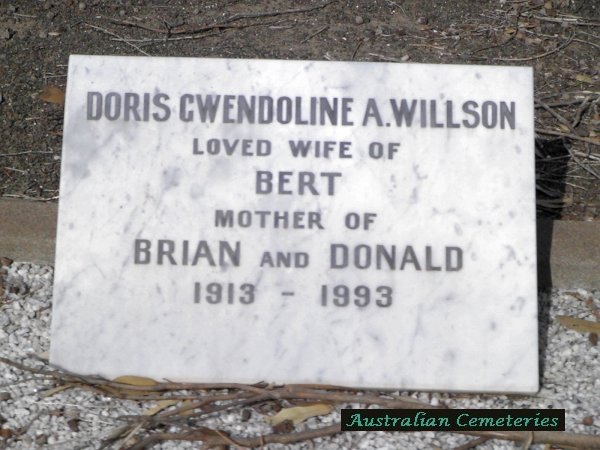 DORIS GWENDOLINE A. WILLSON
LOVED WIFE OF
BERT
MOTHER OF
BRIAN AND DONALD
1913 - 1993
Australian Cemeteries